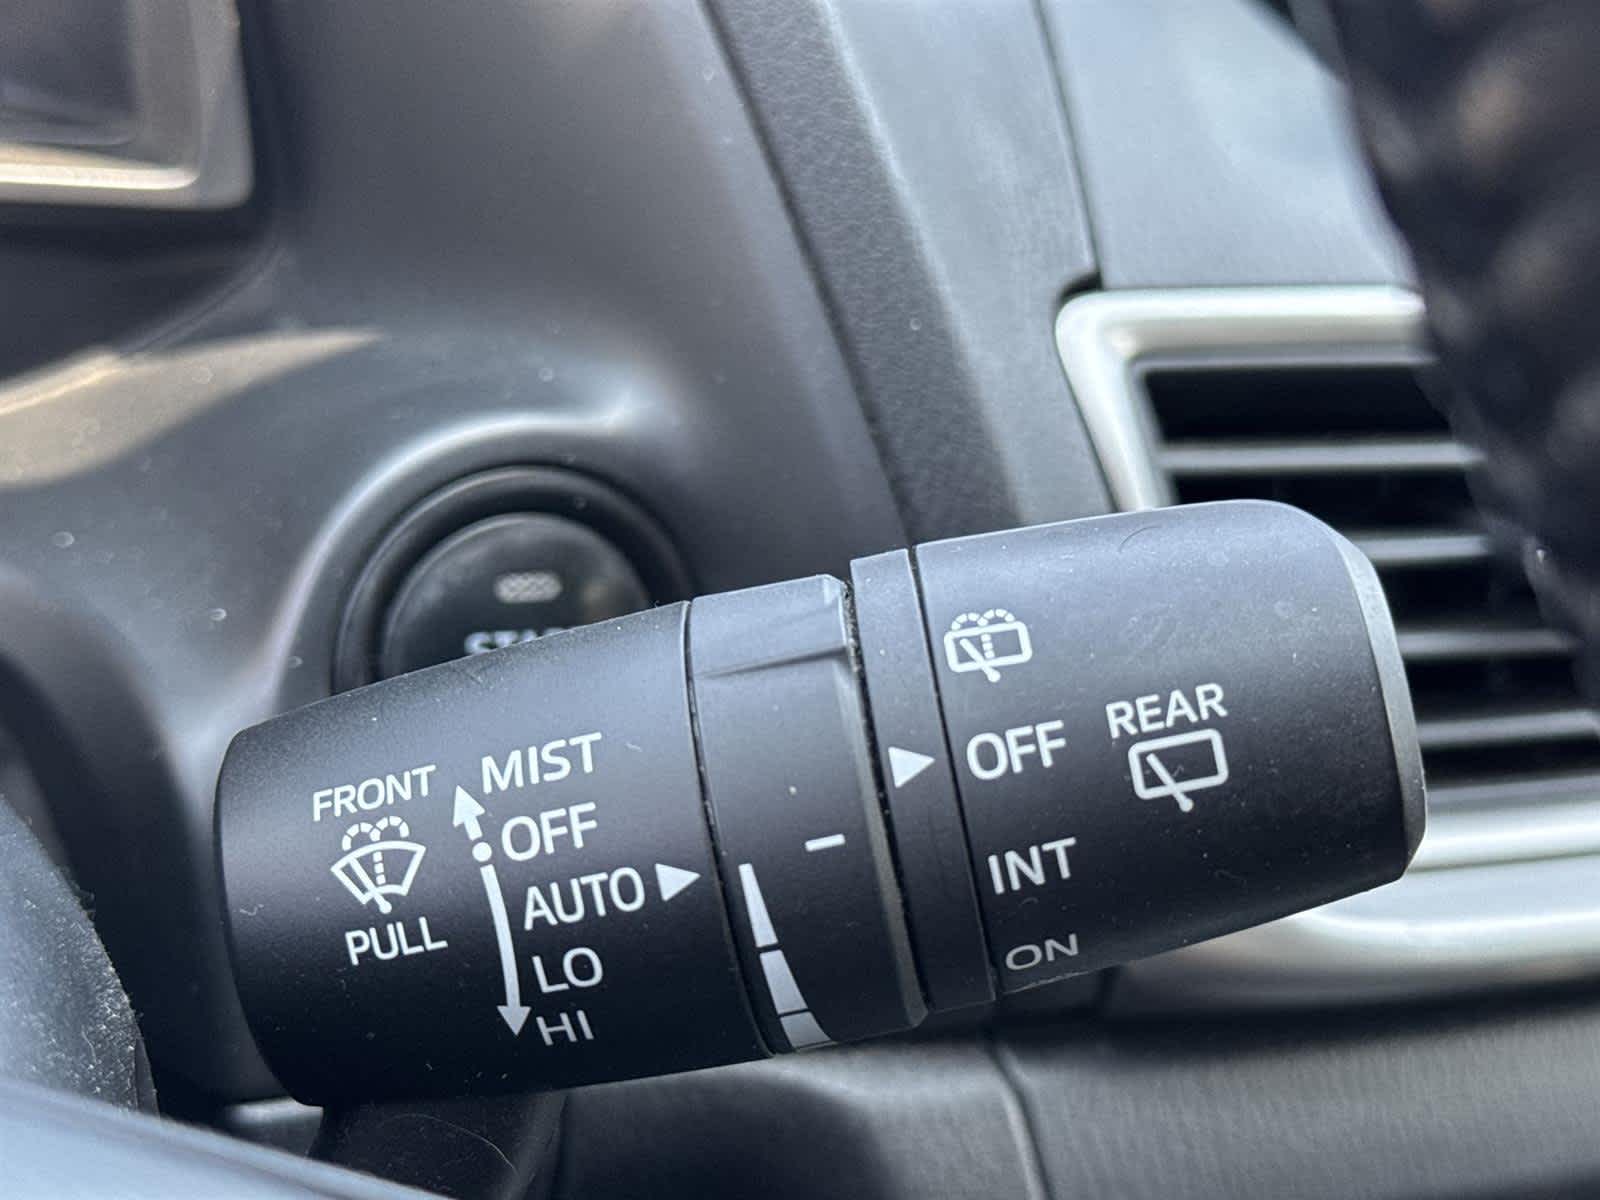 FRONT
PULL
MIST
OFF
AUTO
LO
HI
OFF
INT
ON
REAR